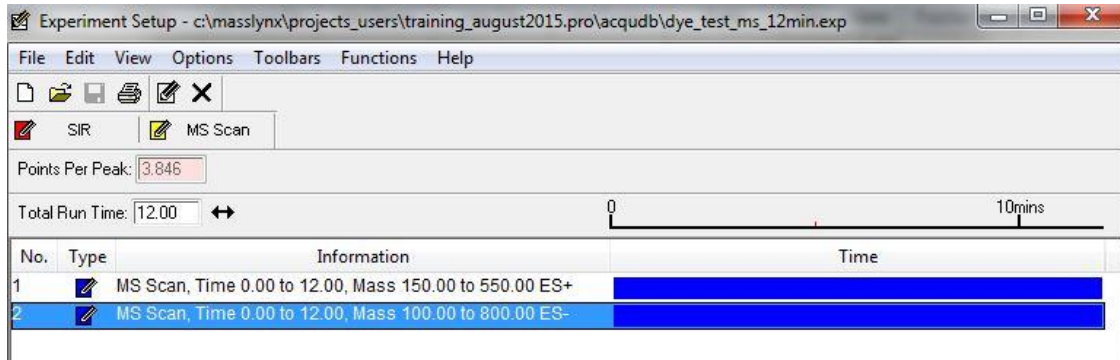 Experiment Setup - c:\masslynx\projects_users\training_august2015.pro\acqudb\dye_test_ms_12min.exp
File Edit View Options Toolbars Functions Help
SIR MS Scan
Points Per Peak: 3.846
Total Run Time: 12.00 0 10mins
No. Type Information Time
1 MS Scan, Time 0.00 to 12.00, Mass 150.00 to 550.00 ES+
2 MS Scan, Time 0.00 to 12.00, Mass 100.00 to 800.00 ES-